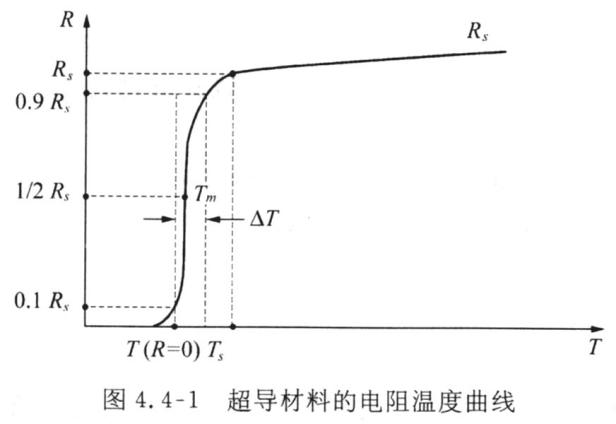 R
R_s
R_s
0.9 R_s
1/2 R_s
T_m
ΔT
0.1 R_s
T (R=0) T_s
T
图 4.4-1 超导材料的电阻温度曲线